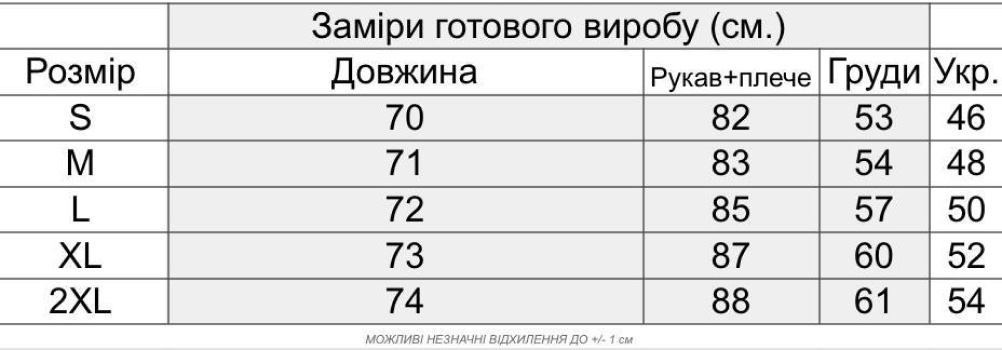 Заміри готового виробу (см.)
Розмір Довжина Рукав+плече Груди Укр.
S 70 82 53 46
M 71 83 54 48
L 72 85 57 50
XL 73 87 60 52
2XL 74 88 61 54
МОЖЛИВІ НЕЗНАЧНІ ВІДХИЛЕННЯ ДО +/- 1 см